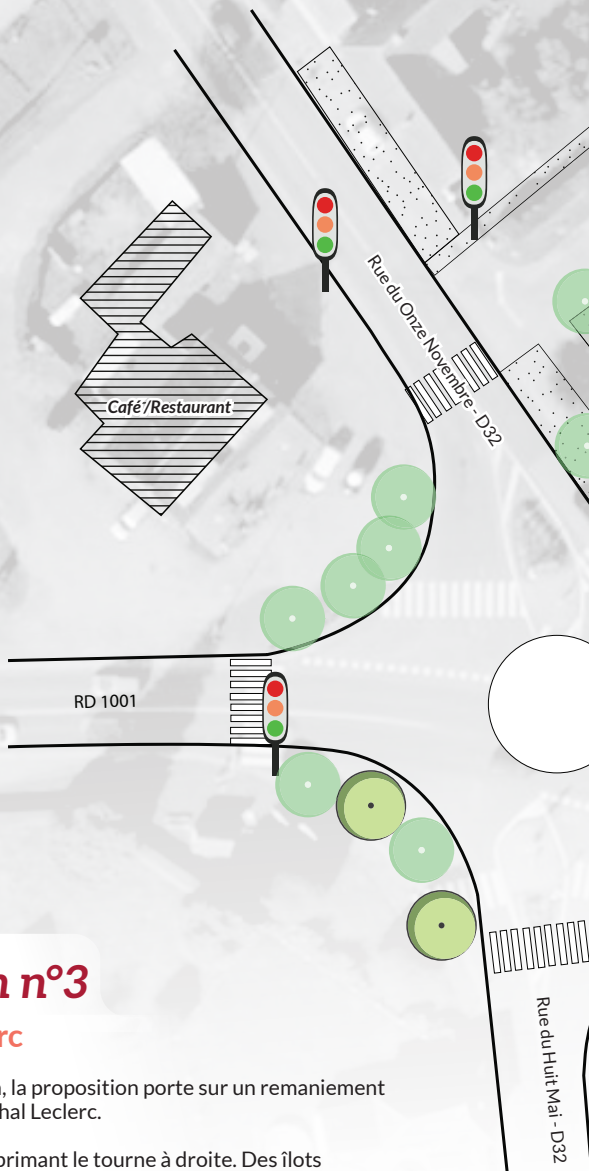 Rue du Onze Novembre - D32
Café/Restaurant
RD 1001
n°3
Rue du Huit Mai - D32
, la proposition porte sur un remaniement
hal Leclerc.
primant le tourne à droite. Des îlots